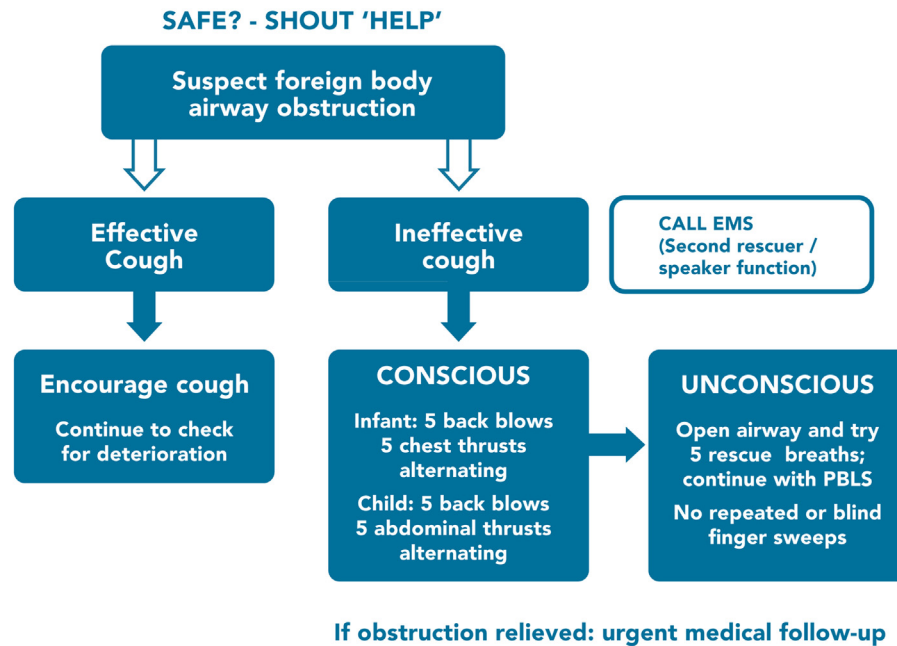 SAFE? - SHOUT 'HELP'
Suspect foreign body
airway obstruction
Effective
Cough
Ineffective
cough
CALL EMS
(Second rescuer /
speaker function)
Encourage cough
Continue to check
for deterioration
CONSCIOUS
Infant: 5 back blows
5 chest thrusts
alternating
Child: 5 back blows
5 abdominal thrusts
alternating
UNCONSCIOUS
Open airway and try
5 rescue breaths;
continue with PBLS
No repeated or blind
finger sweeps
If obstruction relieved: urgent medical follow-up